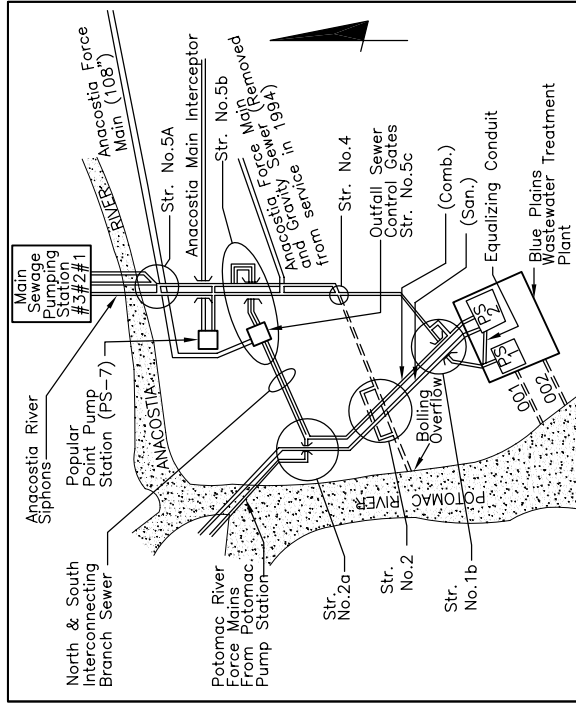 Main
Sewage
Pumping
Station
#3#2#1
Anacostia River
Siphons
RIVER
Anacostia Force
Main (108")
Str. No.5A
Popular
Point Pump
Station (PS-7)
ANACOSTIA
Anacostia Main Interceptor
Str. No.5b
North & South
Interconnecting
Branch Sewer
Anacostia Force Main
and Gravity Sewer (Removed
from service in 1994)
Potomac River
Force Mains
From Potomac
Pump Station
Str. No.4
Outfall Sewer
Control Gates
Str. No.5c
Str.
No.2a
(Comb.)
(San.)
Str.
No.2
Bolling
Overflow
Equalizing Conduit
Str.
No.1b
POTOMAC RIVER
PS
1
PS
2
Blue Plains
Wastewater Treatment
Plant
001
002